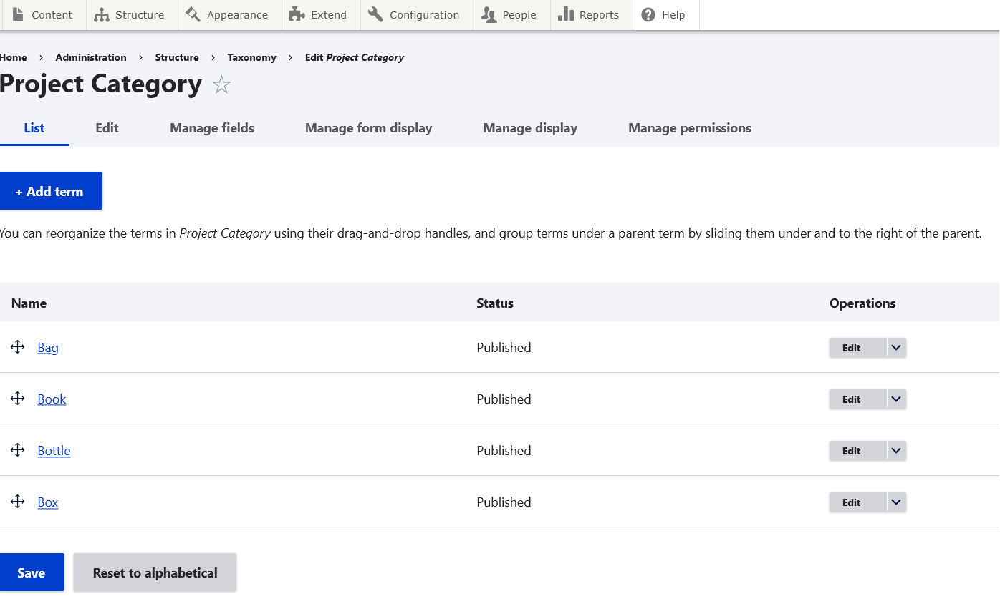 Content Structure Appearance Extend Configuration People Reports Help
Home › Administration › Structure › Taxonomy › Edit Project Category
Project Category
List Edit Manage fields Manage form display Manage display Manage permissions
+ Add term
You can reorganize the terms in Project Category using their drag-and-drop handles, and group terms under a parent term by sliding them under and to the right of the parent.
Name Status Operations
Bag Published Edit
Book Published Edit
Bottle Published Edit
Box Published Edit
Save Reset to alphabetical